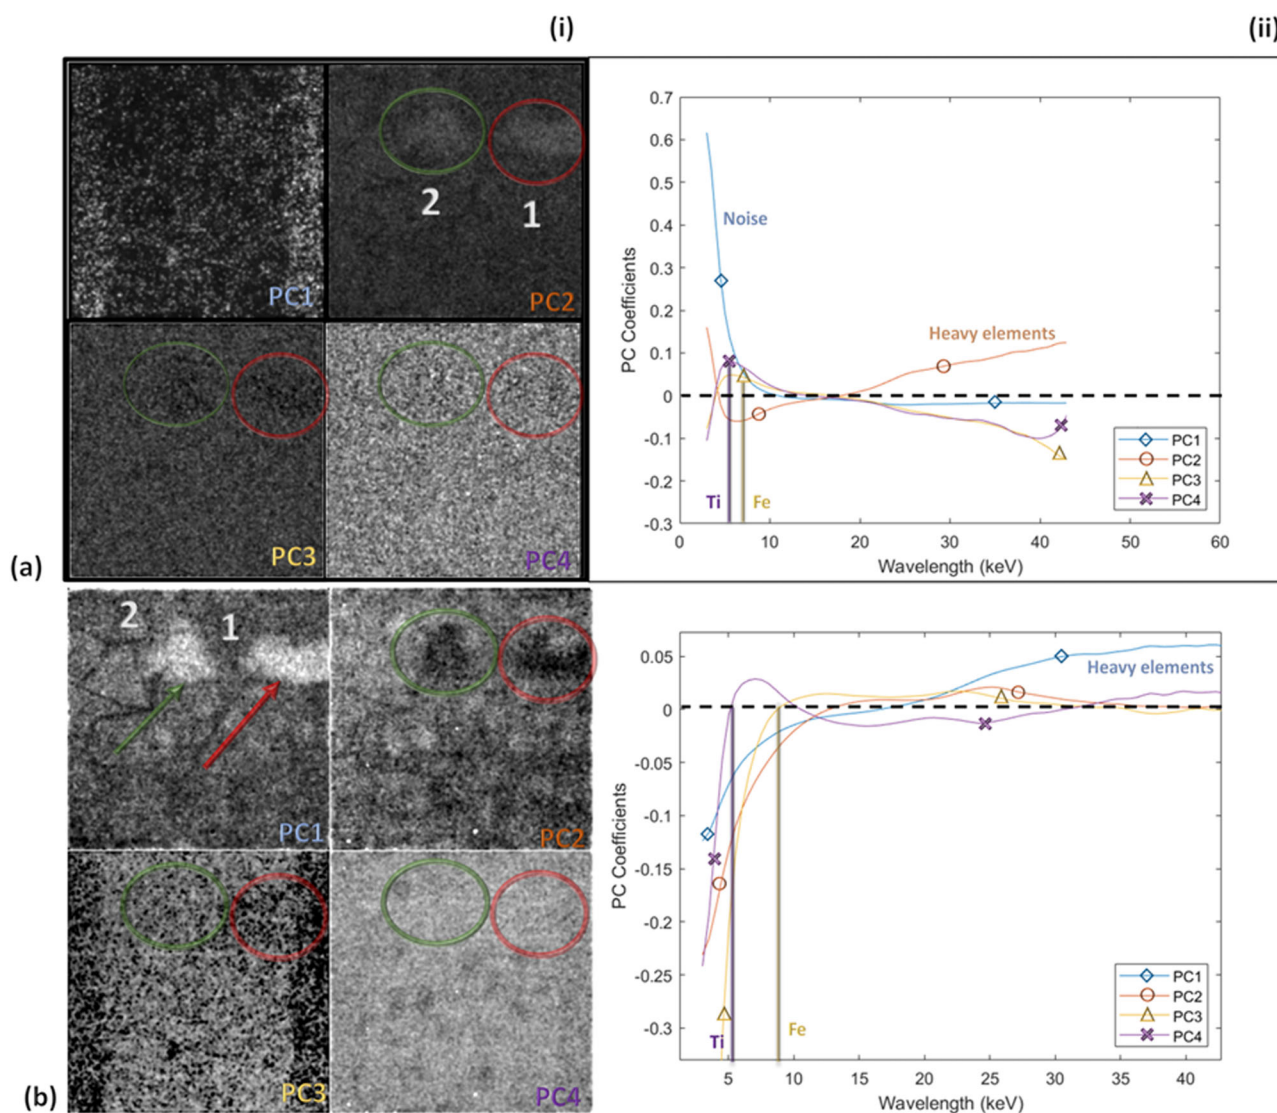 (i)
(ii)
2
1
PC1
PC2
PC3
PC4
(a)
0.7
0.6
0.5
0.4
0.3
0.2
0.1
0
-0.1
-0.2
-0.3
PC Coefficients
Noise
Heavy elements
Ti
Fe
PC1
PC2
PC3
PC4
0 10 20 30 40 50 60
Wavelength (keV)
2
1
PC1
PC2
PC3
PC4
(b)
0.05
0
-0.05
-0.1
-0.15
-0.2
-0.25
-0.3
PC Coefficients
Heavy elements
Ti
Fe
PC1
PC2
PC3
PC4
5 10 15 20 25 30 35 40
Wavelength (keV)